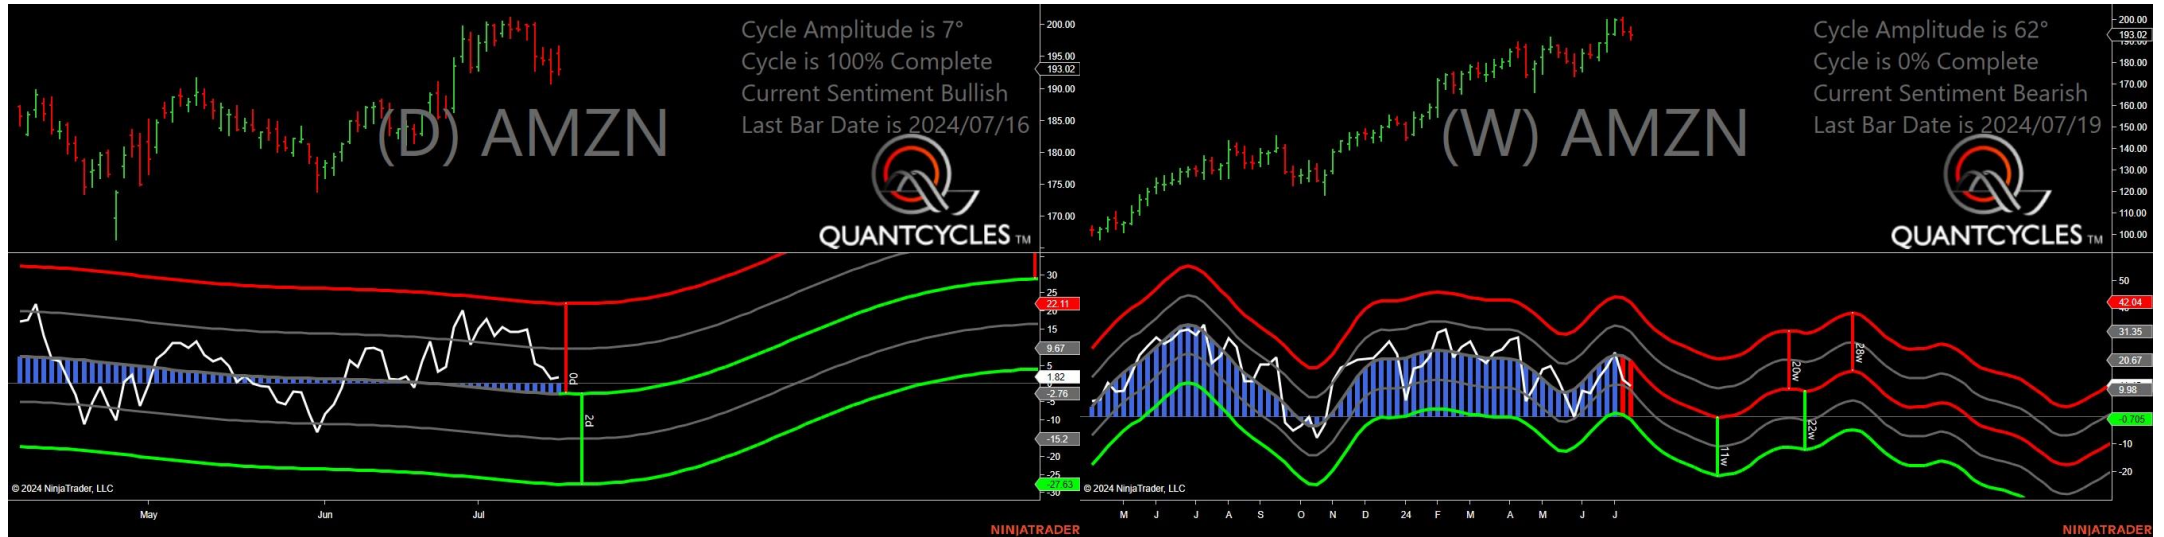 Cycle Amplitude is 7°
Cycle is 100% Complete
Current Sentiment Bullish
Last Bar Date is 2024/07/16
(D) AMZN
QUANTCYCLES TM
200.00
195.00
193.02
185.00
180.00
175.00
170.00
30
25
22.11
20
15
9.67
5
1.82
-2.76
-5
-10
-15.2
-20
-25
-27.63
-30
0d
2d
© 2024 NinjaTrader, LLC
May
Jun
Jul
NINJATRADER
Cycle Amplitude is 62°
Cycle is 0% Complete
Current Sentiment Bearish
Last Bar Date is 2024/07/19
(W) AMZN
QUANTCYCLES TM
200.00
193.02
180.00
170.00
160.00
150.00
140.00
130.00
120.00
110.00
100.00
50
42.04
31.35
20.67
9.98
-0.705
-10
-20
11w
20w
22w
28w
© 2024 NinjaTrader, LLC
M J J A S O N D 24 F M A M J J
NINJATRADER